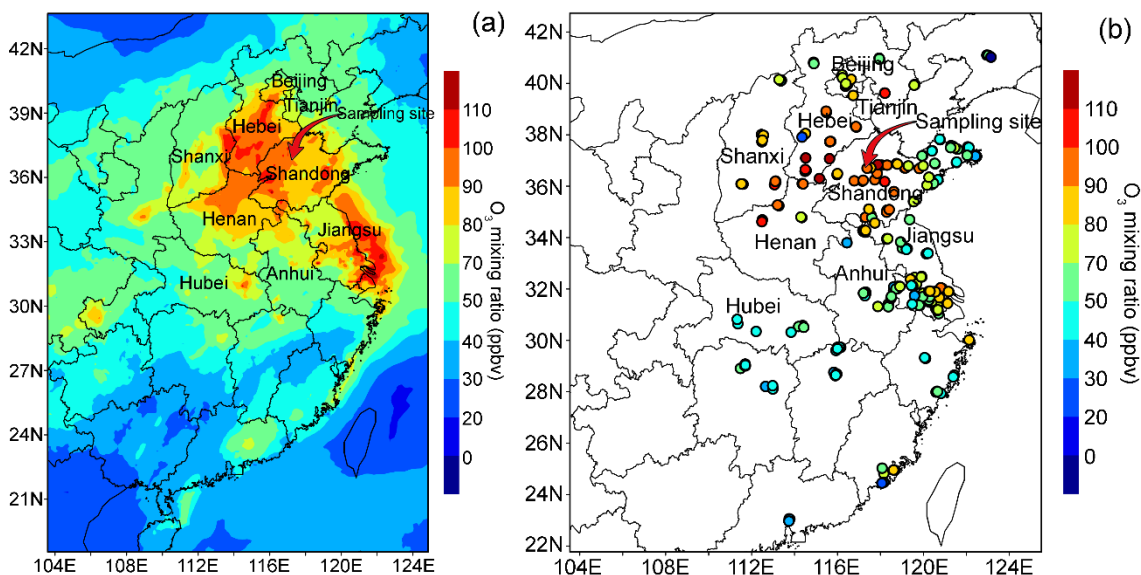 (a)
42N
39N
36N
33N
30N
27N
24N
21N
104E 108E 112E 116E 120E 124E
Beijing
Tianjin
Hebei
Sampling site
Shanxi
Shandong
Henan
Jiangsu
Anhui
Hubei
110
100
90
80
70
50
40
30
20
0
O₃ mixing ratio (ppbv)
(b)
42N
40N
38N
36N
34N
32N
30N
28N
26N
24N
22N
104E 108E 112E 116E 120E 124E
Beijing
Tianjin
Hebei
Sampling site
Shanxi
Shandong
Henan
Jiangsu
Anhui
Hubei
110
100
90
80
70
50
40
30
20
0
O₃ mixing ratio (ppbv)